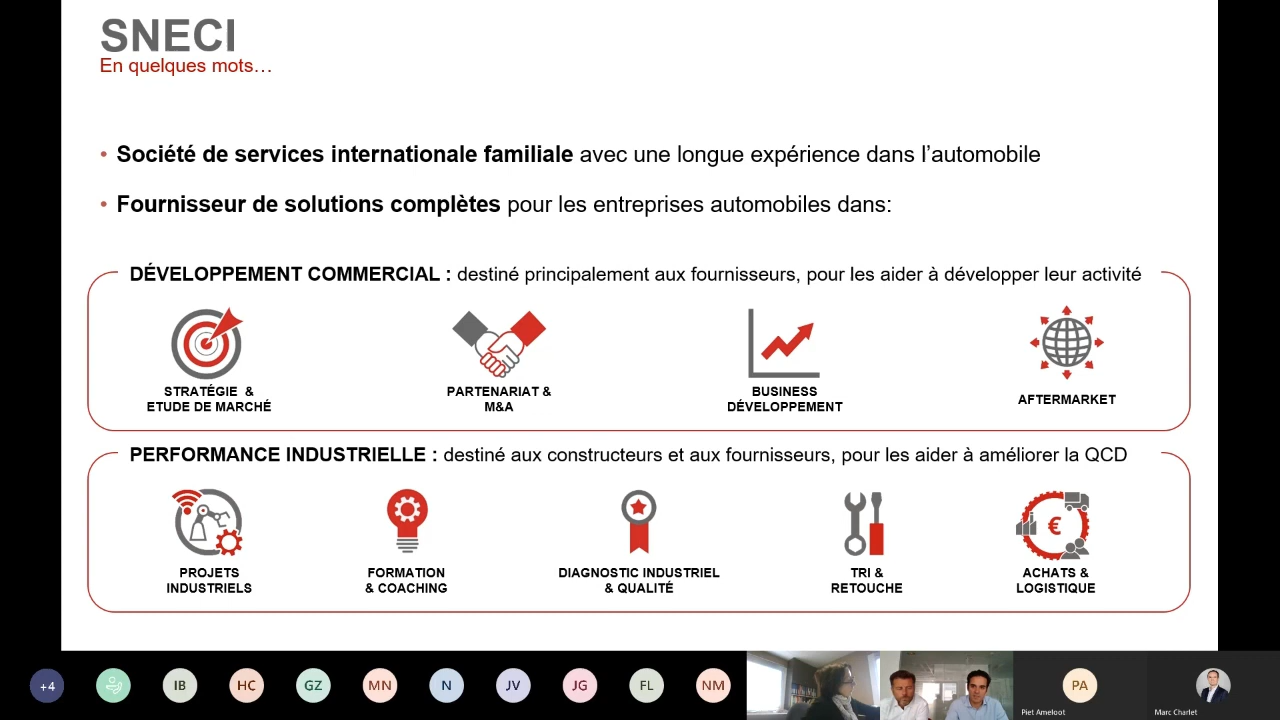 SNECI
En quelques mots…
• Société de services internationale familiale avec une longue expérience dans l’automobile
• Fournisseur de solutions complètes pour les entreprises automobiles dans:
DÉVELOPPEMENT COMMERCIAL : destiné principalement aux fournisseurs, pour les aider à développer leur activité
STRATÉGIE &
ETUDE DE MARCHÉ
PARTENARIAT &
M&A
BUSINESS
DÉVELOPPEMENT
AFTERMARKET
PERFORMANCE INDUSTRIELLE : destiné aux constructeurs et aux fournisseurs, pour les aider à améliorer la QCD
PROJETS
INDUSTRIELS
FORMATION
& COACHING
DIAGNOSTIC INDUSTRIEL
& QUALITÉ
TRI &
RETOUCHE
€
ACHATS &
LOGISTIQUE
+4
IB
HC
GZ
MN
N
JV
JG
FL
NM
PA
Piet Ameloot
Marc Charlet